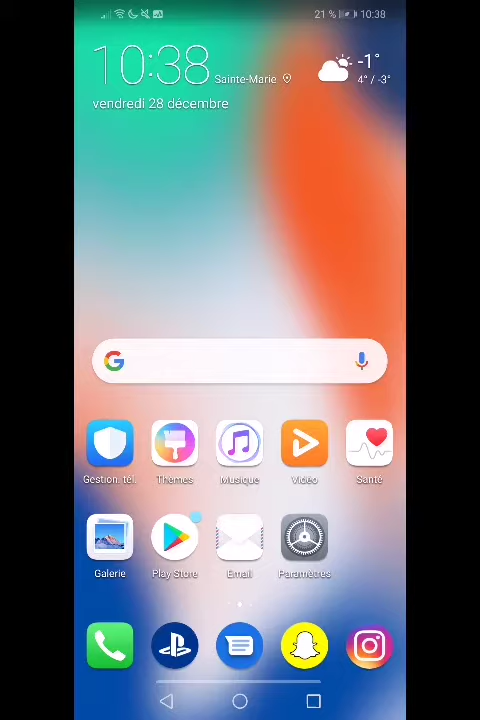 21 % 10:38
10:38 Sainte-Marie -1°
4° / -3°
vendredi 28 décembre
Gestion. tél. Thèmes Musique Vidéo Santé
Galerie Play Store Email Paramètres